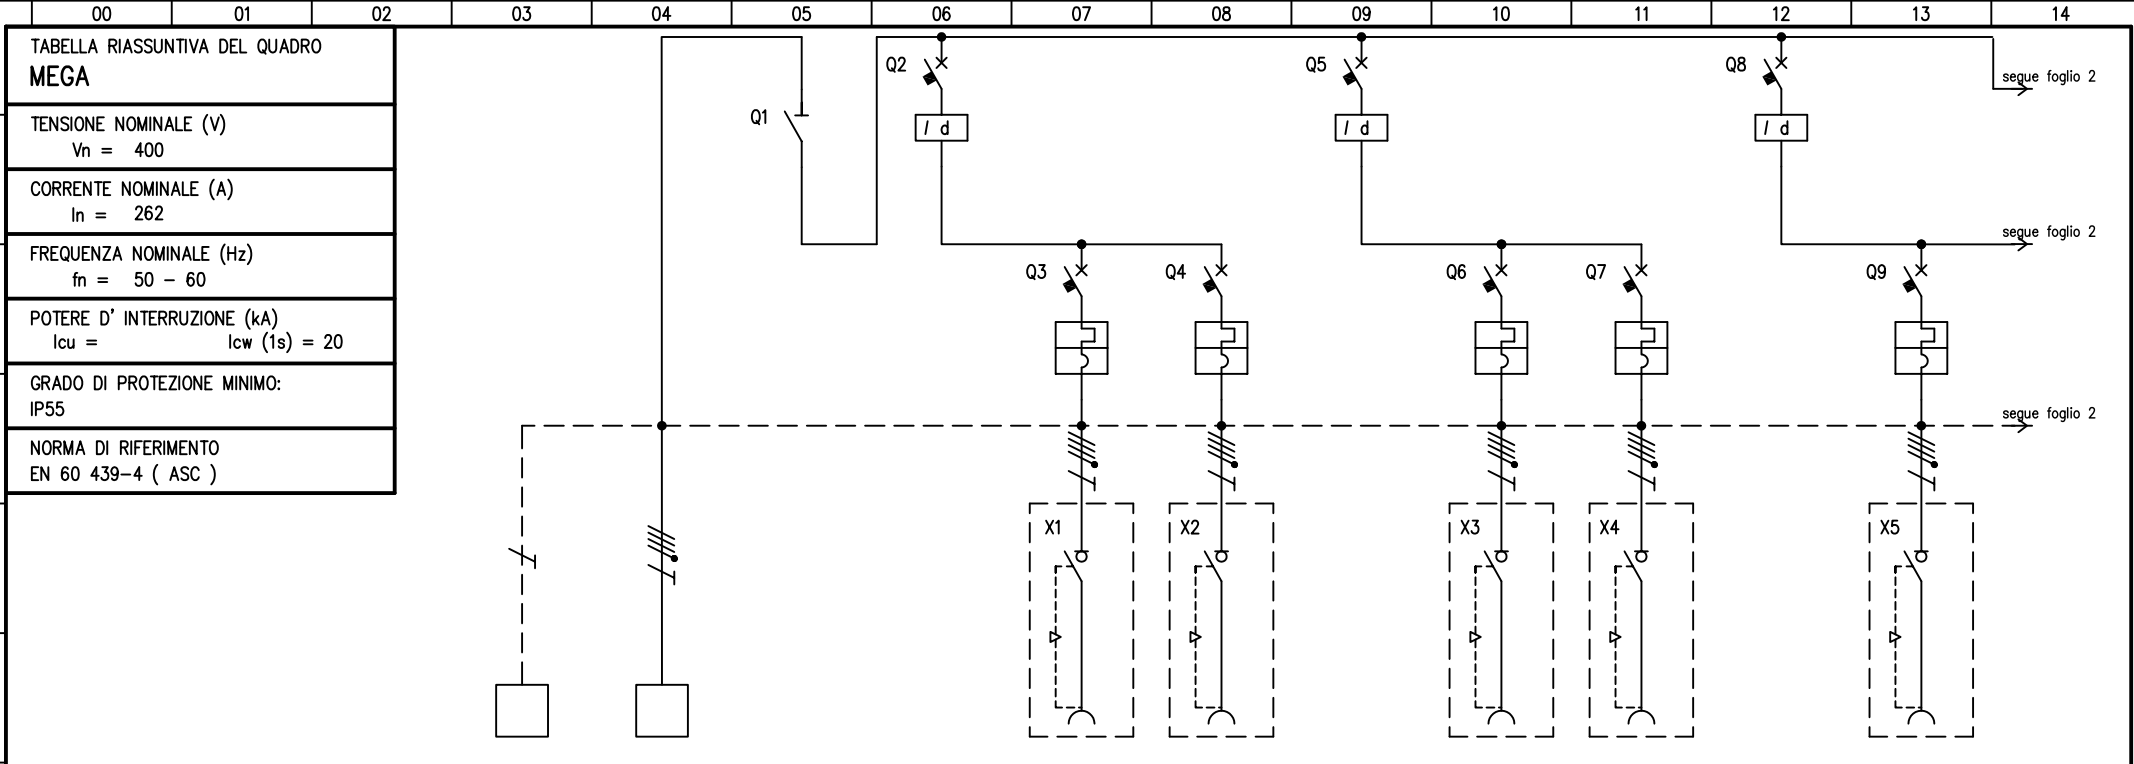 00 01 02 03 04 05 06 07 08 09 10 11 12 13 14
TABELLA RIASSUNTIVA DEL QUADRO
MEGA
TENSIONE NOMINALE (V)
Vn = 400
CORRENTE NOMINALE (A)
In = 262
FREQUENZA NOMINALE (Hz)
fn = 50 - 60
POTERE D' INTERRUZIONE (kA)
Icu = Icw (1s) = 20
GRADO DI PROTEZIONE MINIMO:
IP55
NORMA DI RIFERIMENTO
EN 60 439-4 ( ASC )
Q2 Q5 Q8
segue foglio 2
Q1
I d I d I d
segue foglio 2
Q3 Q4 Q6 Q7 Q9
segue foglio 2
X1 X2 X3 X4 X5